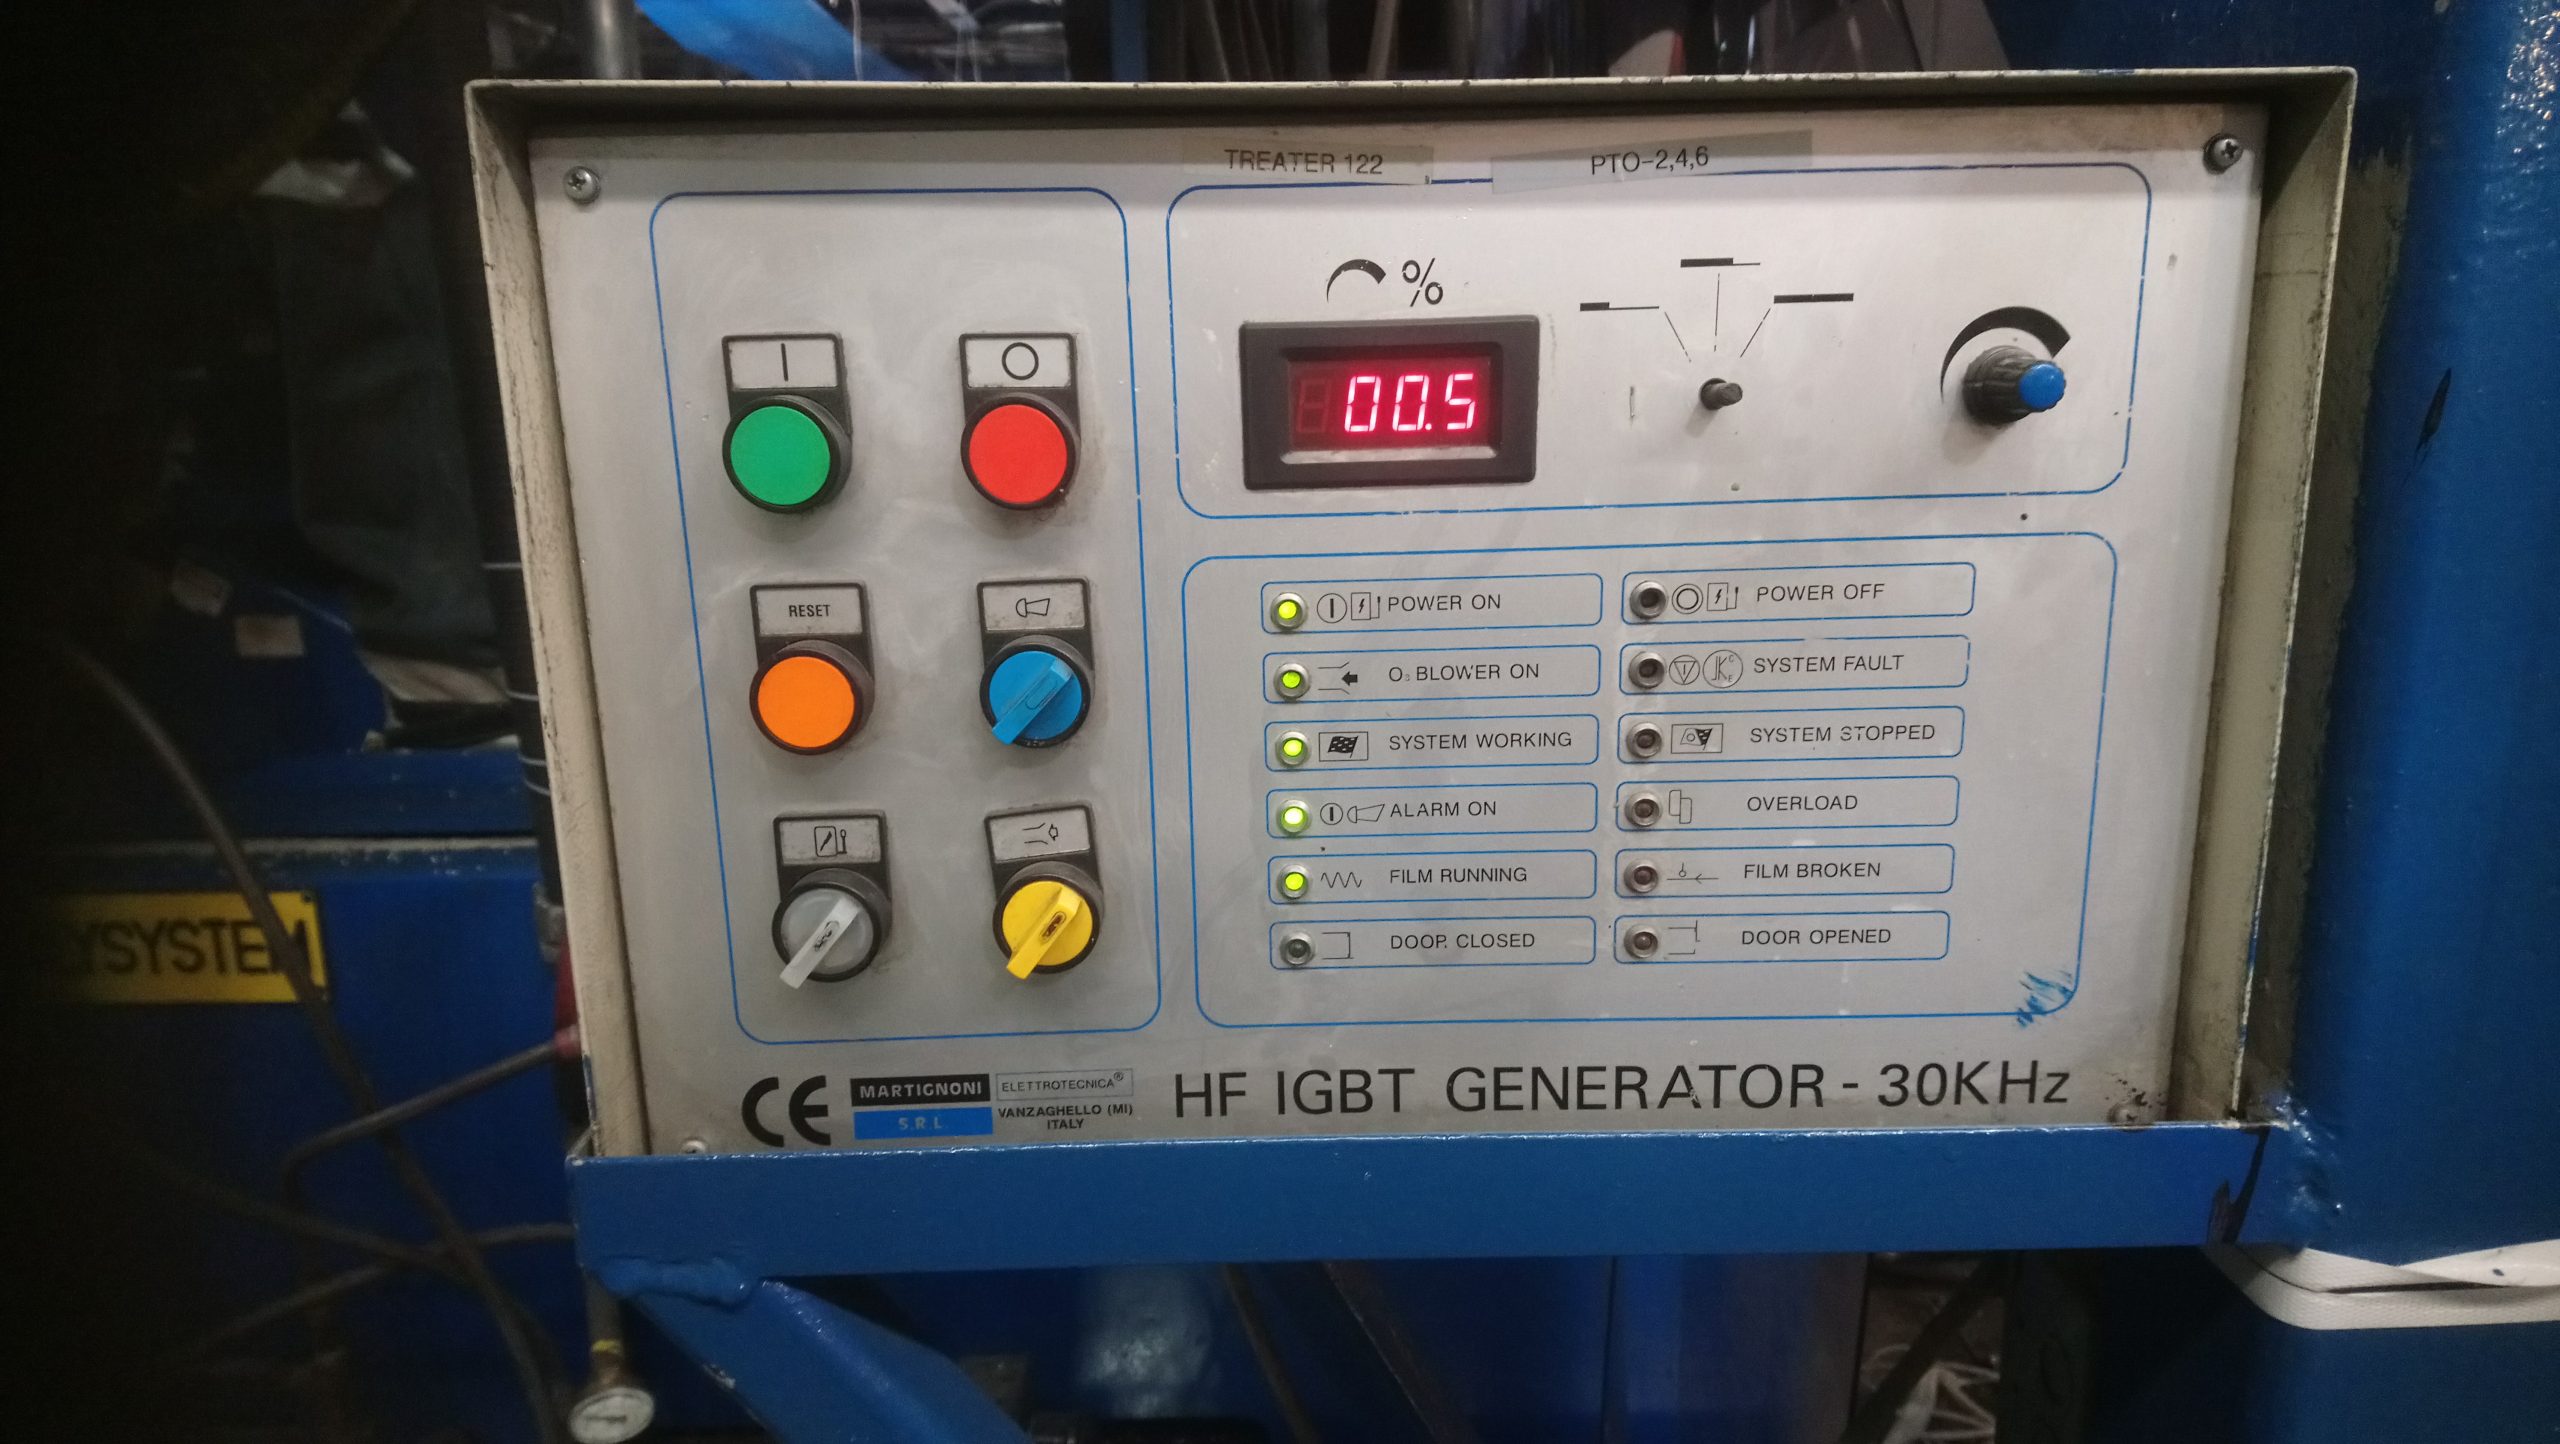 TREATER 122
PTO-2,4,6
%
00.5
RESET
POWER ON
POWER OFF
O₃ BLOWER ON
SYSTEM FAULT
SYSTEM WORKING
SYSTEM STOPPED
ALARM ON
OVERLOAD
FILM RUNNING
FILM BROKEN
DOOR CLOSED
DOOR OPENED
YSYSTEM
CE
MARTIGNONI
S.R.L.
ELETTROTECNICA®
VANZAGHELLO (MI)
ITALY
HF IGBT GENERATOR - 30KHz